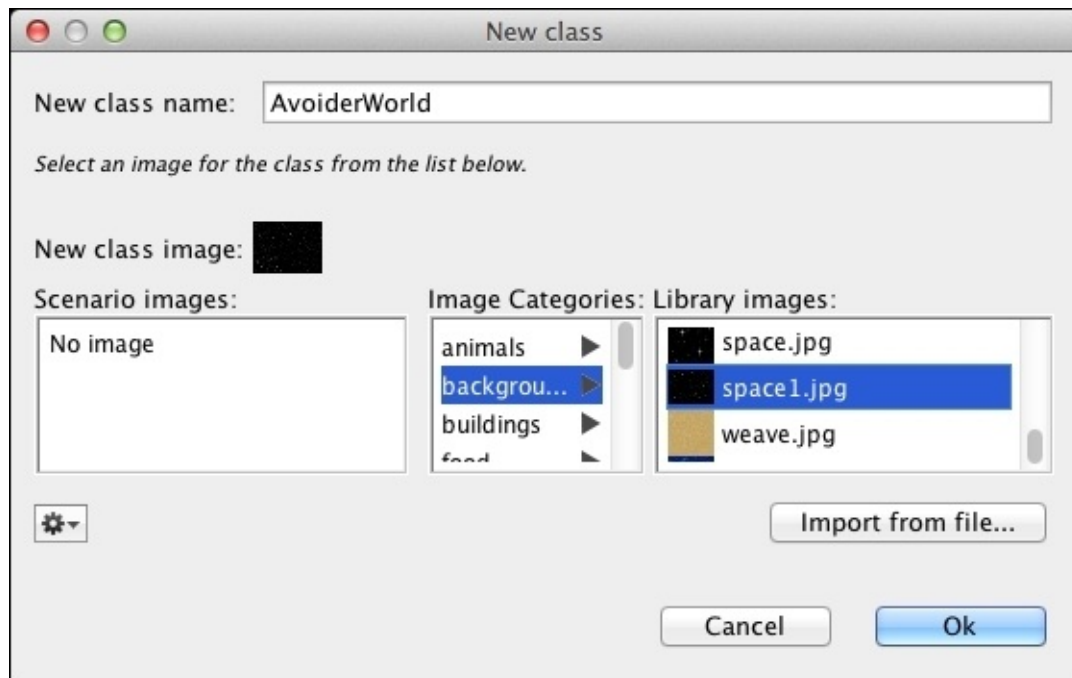 New class
New class name: AvoiderWorld
Select an image for the class from the list below.
New class image:
Scenario images: Image Categories: Library images:
No image
animals
backgrou...
buildings
food
space.jpg
space1.jpg
weave.jpg
Import from file...
Cancel Ok